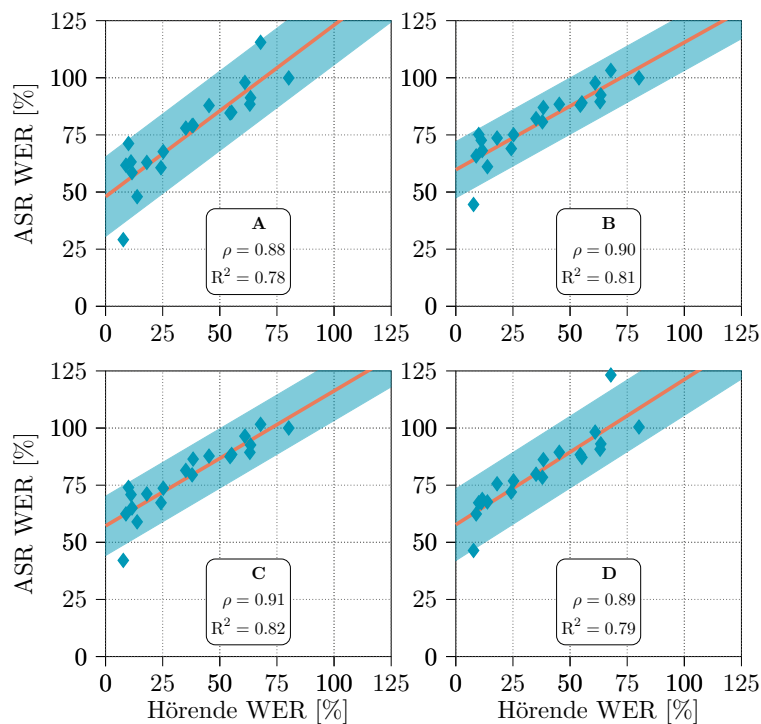 125
100
75
50
25
0
ASR WER [%]
0 25 50 75 100 125
A
ρ = 0.88
R² = 0.78
125
100
75
50
25
0
0 25 50 75 100 125
B
ρ = 0.90
R² = 0.81
125
100
75
50
25
0
ASR WER [%]
0 25 50 75 100 125
Hörende WER [%]
C
ρ = 0.91
R² = 0.82
125
100
75
50
25
0
0 25 50 75 100 125
Hörende WER [%]
D
ρ = 0.89
R² = 0.79